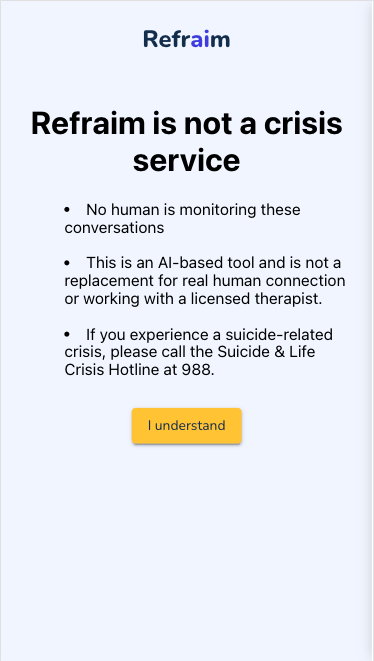 Refraim
Refraim is not a crisis
service
• No human is monitoring these
conversations
• This is an AI-based tool and is not a
replacement for real human connection
or working with a licensed therapist.
• If you experience a suicide-related
crisis, please call the Suicide & Life
Crisis Hotline at 988.
I understand